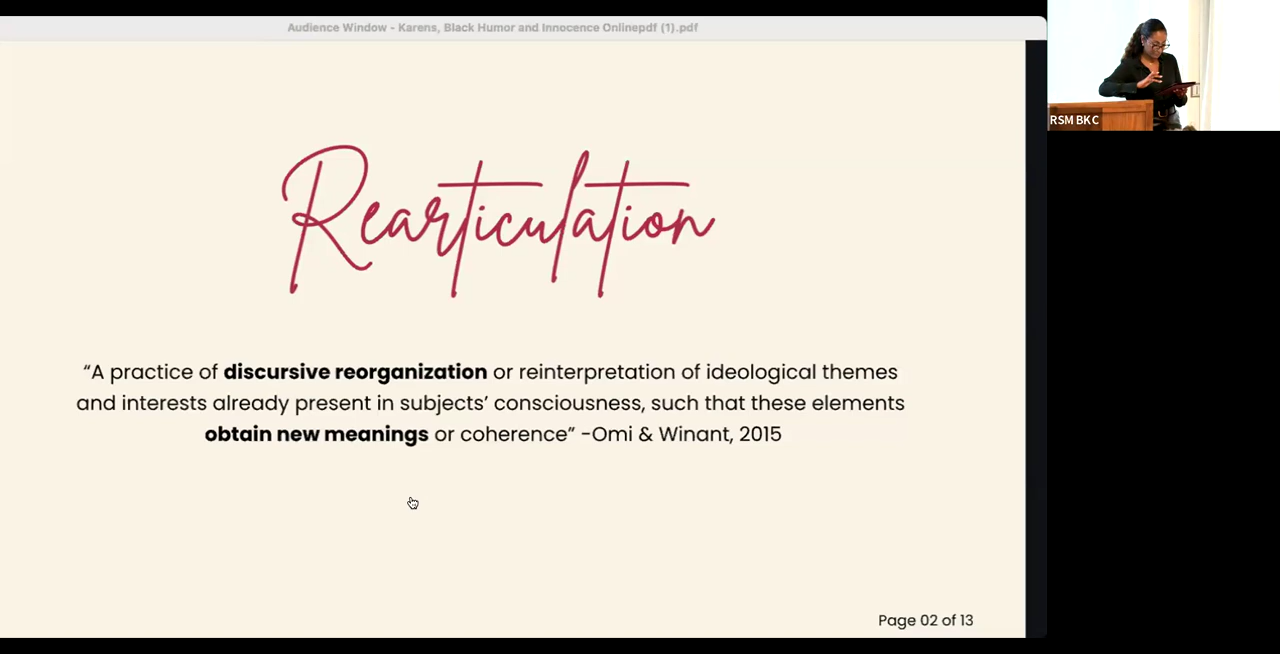 Audience Window - Karens, Black Humor and Innocence Onlinepdf (1).pdf
RSM BKC
Rearticulation
“A practice of discursive reorganization or reinterpretation of ideological themes
and interests already present in subjects’ consciousness, such that these elements
obtain new meanings or coherence” -Omi & Winant, 2015
Page 02 of 13